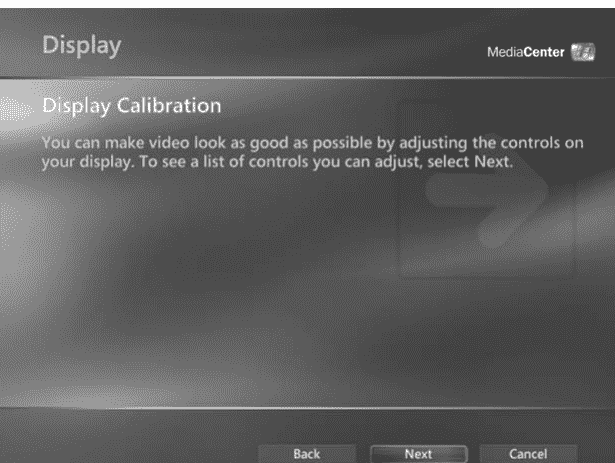 Display
MediaCenter
Display Calibration
You can make video look as good as possible by adjusting the controls on
your display. To see a list of controls you can adjust, select Next.
Back Next Cancel